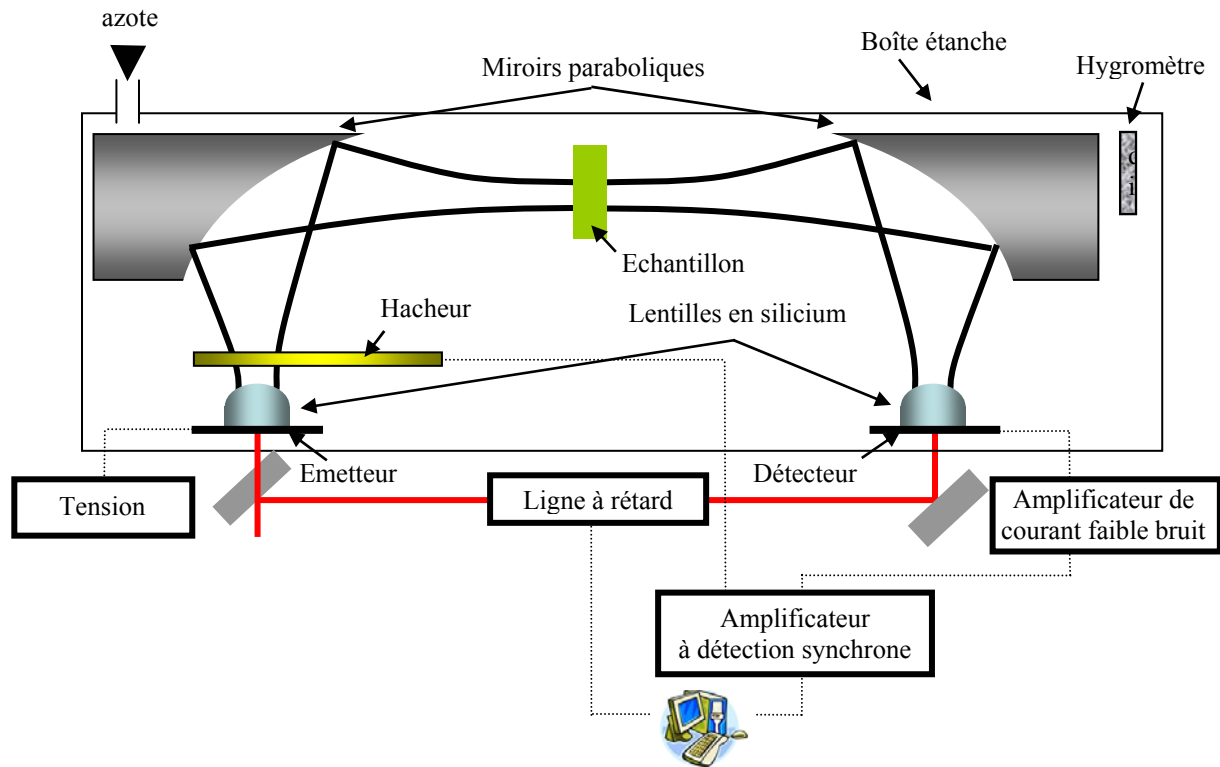 azote
Boîte étanche
Miroirs paraboliques
Hygromètre
d
i
Echantillon
Hacheur
Lentilles en silicium
Emetteur
Détecteur
Tension
Ligne à rétard
Amplificateur de
courant faible bruit
Amplificateur
à détection synchrone